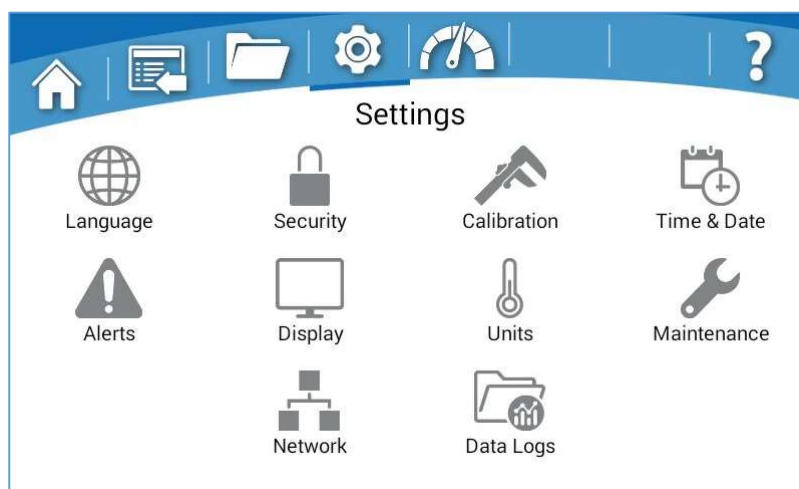 ?
Settings
Language Security Calibration Time & Date
Alerts Display Units Maintenance
Network Data Logs